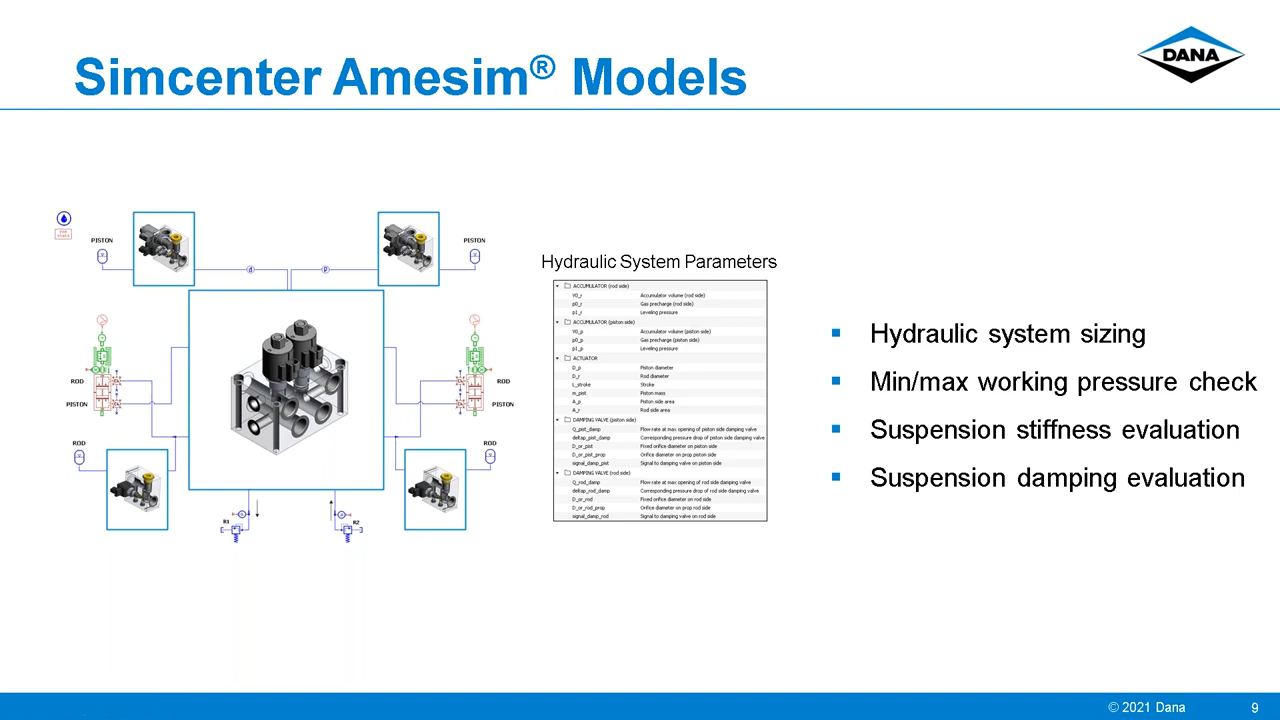 Simcenter Amesim® Models
DANA
PISTON
PISTON
d
p
ROD
PISTON
ROD
PISTON
ROD
ROD
R1
R2
Hydraulic System Parameters
ACCUMULATOR (rod side)
V0_r Accumulator volume (rod side)
p0_r Gas precharge (rod side)
p1_r Leveling pressure
ACCUMULATOR (piston side)
V0_p Accumulator volume (piston side)
p0_p Gas precharge (piston side)
p1_p Leveling pressure
ACTUATOR
D_p Piston diameter
D_r Rod diameter
L_stroke Stroke
m_pist Piston mass
A_p Piston side area
A_r Rod side area
DAMPING VALVE (piston side)
Q_pist_damp Flow rate at max opening of piston side damping valve
deltap_pist_damp Corresponding pressure drop of piston side damping valve
D_or_pist Fixed orifice diameter on piston side
D_or_pist_prop Orifice diameter on prop piston side
signal_damp_pist Signal to damping valve on piston side
DAMPING VALVE (rod side)
Q_rod_damp Flow rate at max opening of rod side damping valve
deltap_rod_damp Corresponding pressure drop of rod side damping valve
D_or_rod Fixed orifice diameter on rod side
D_or_rod_prop Orifice diameter on prop rod side
signal_damp_rod Signal to damping valve on rod side
Hydraulic system sizing
Min/max working pressure check
Suspension stiffness evaluation
Suspension damping evaluation
© 2021 Dana
9